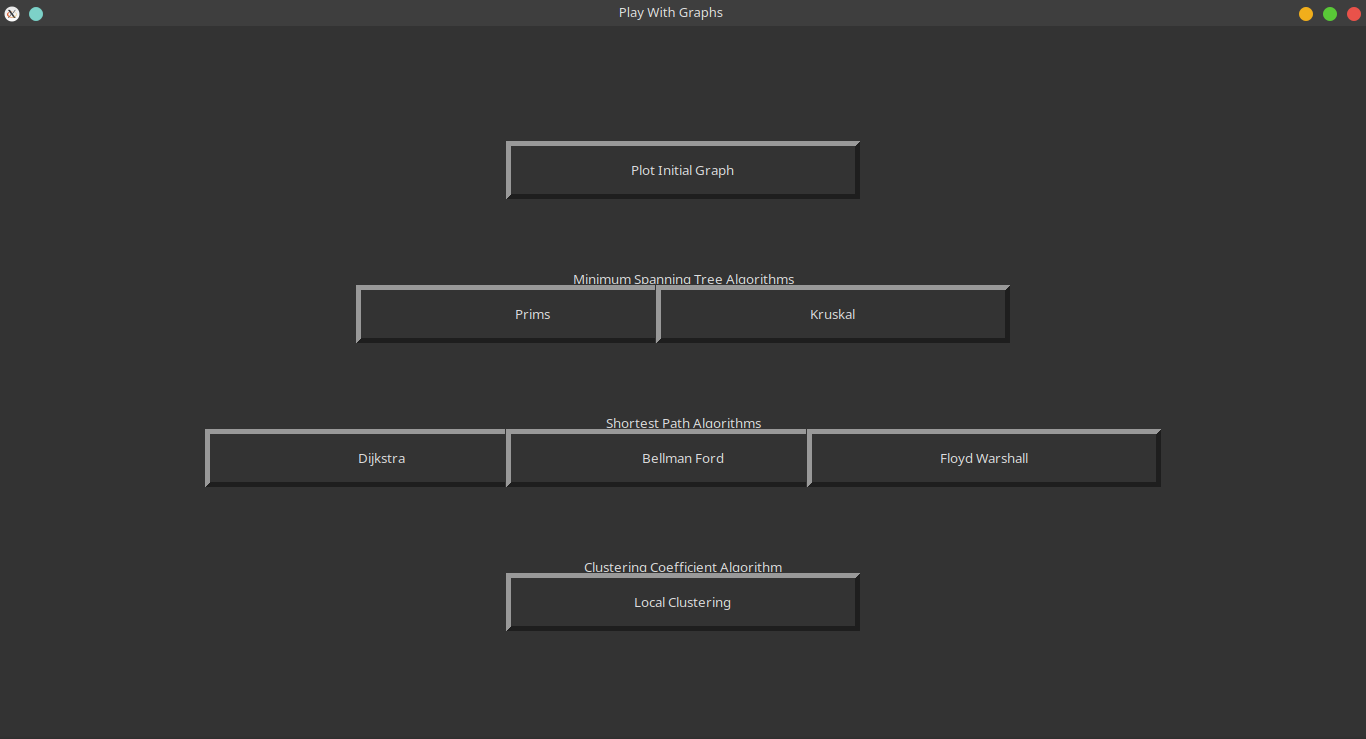 Play With Graphs
Plot Initial Graph
Minimum Spanning Tree Algorithms
Prims
Kruskal
Shortest Path Algorithms
Dijkstra
Bellman Ford
Floyd Warshall
Clustering Coefficient Algorithm
Local Clustering